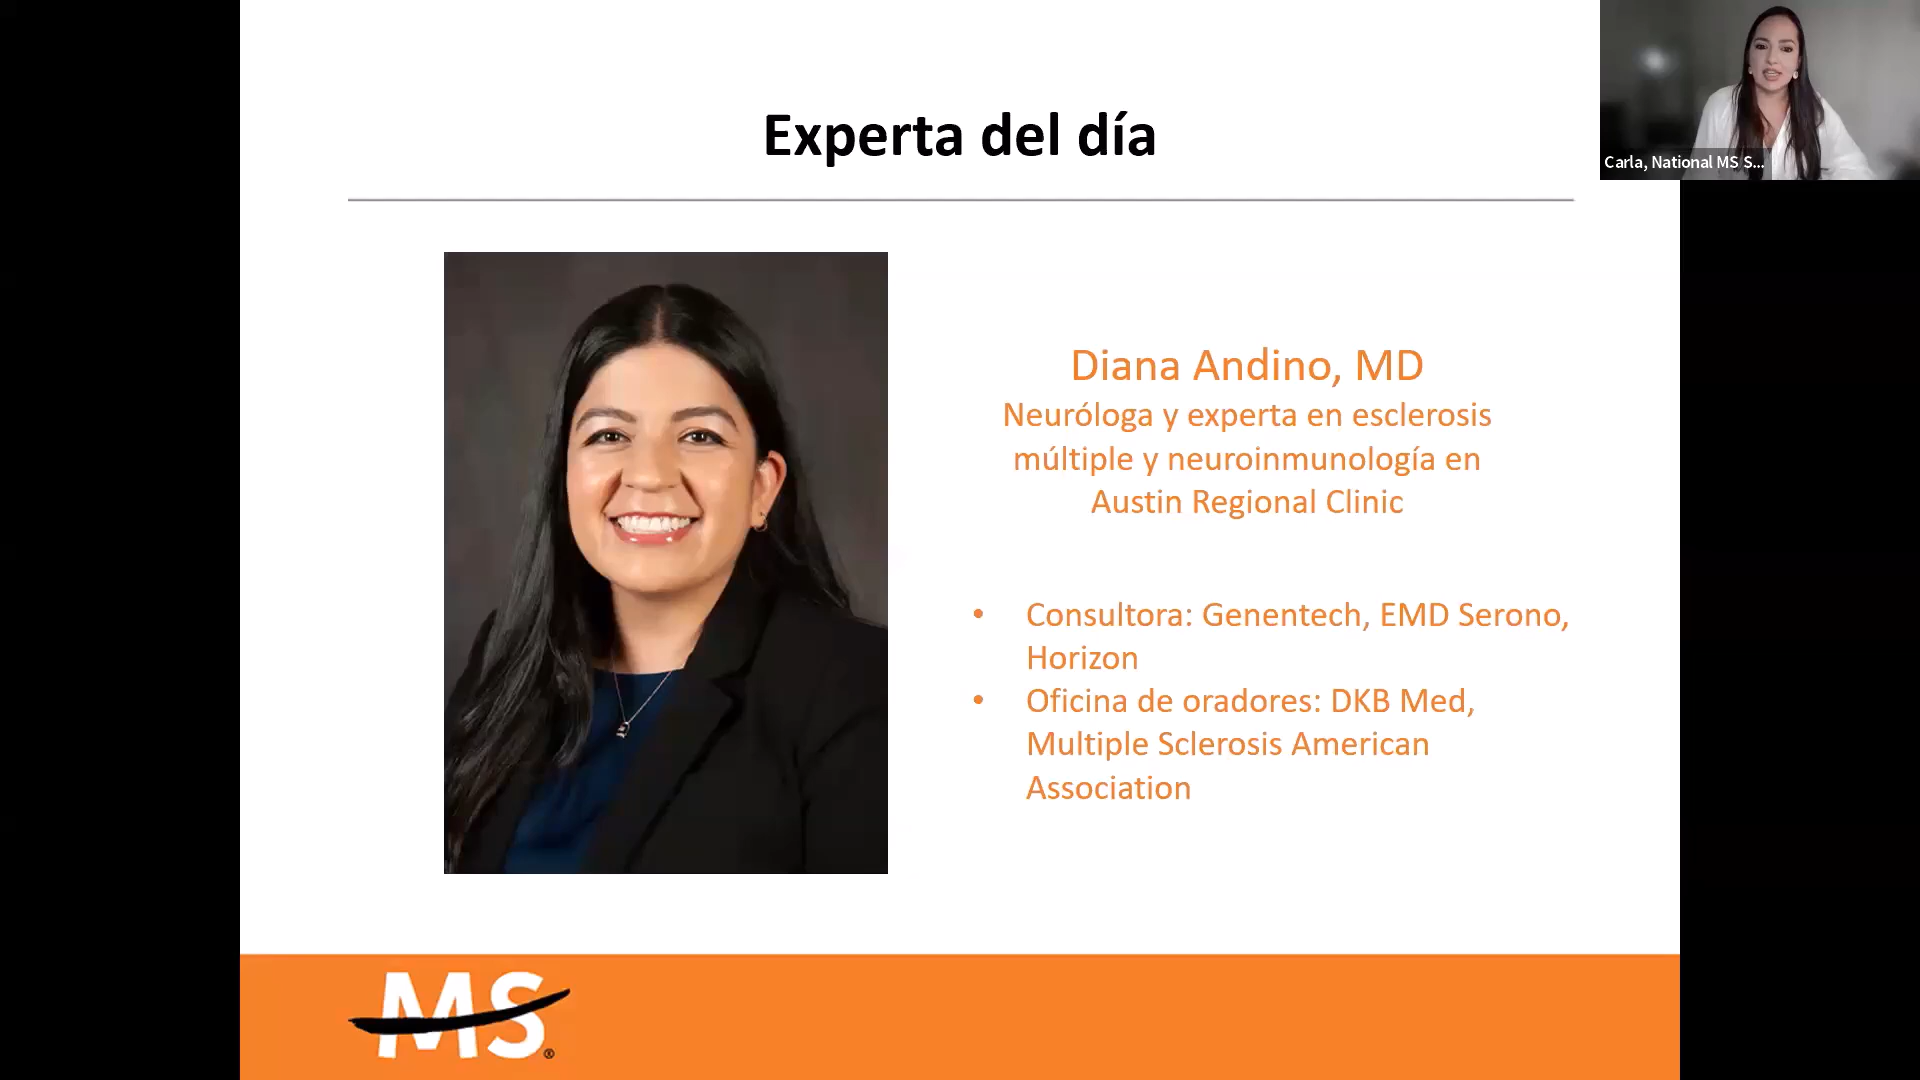 Experta del día
Carla, National MS S...
Diana Andino, MD
Neuróloga y experta en esclerosis
múltiple y neuroinmunología en
Austin Regional Clinic
• Consultora: Genentech, EMD Serono,
Horizon
• Oficina de oradores: DKB Med,
Multiple Sclerosis American
Association
MS®